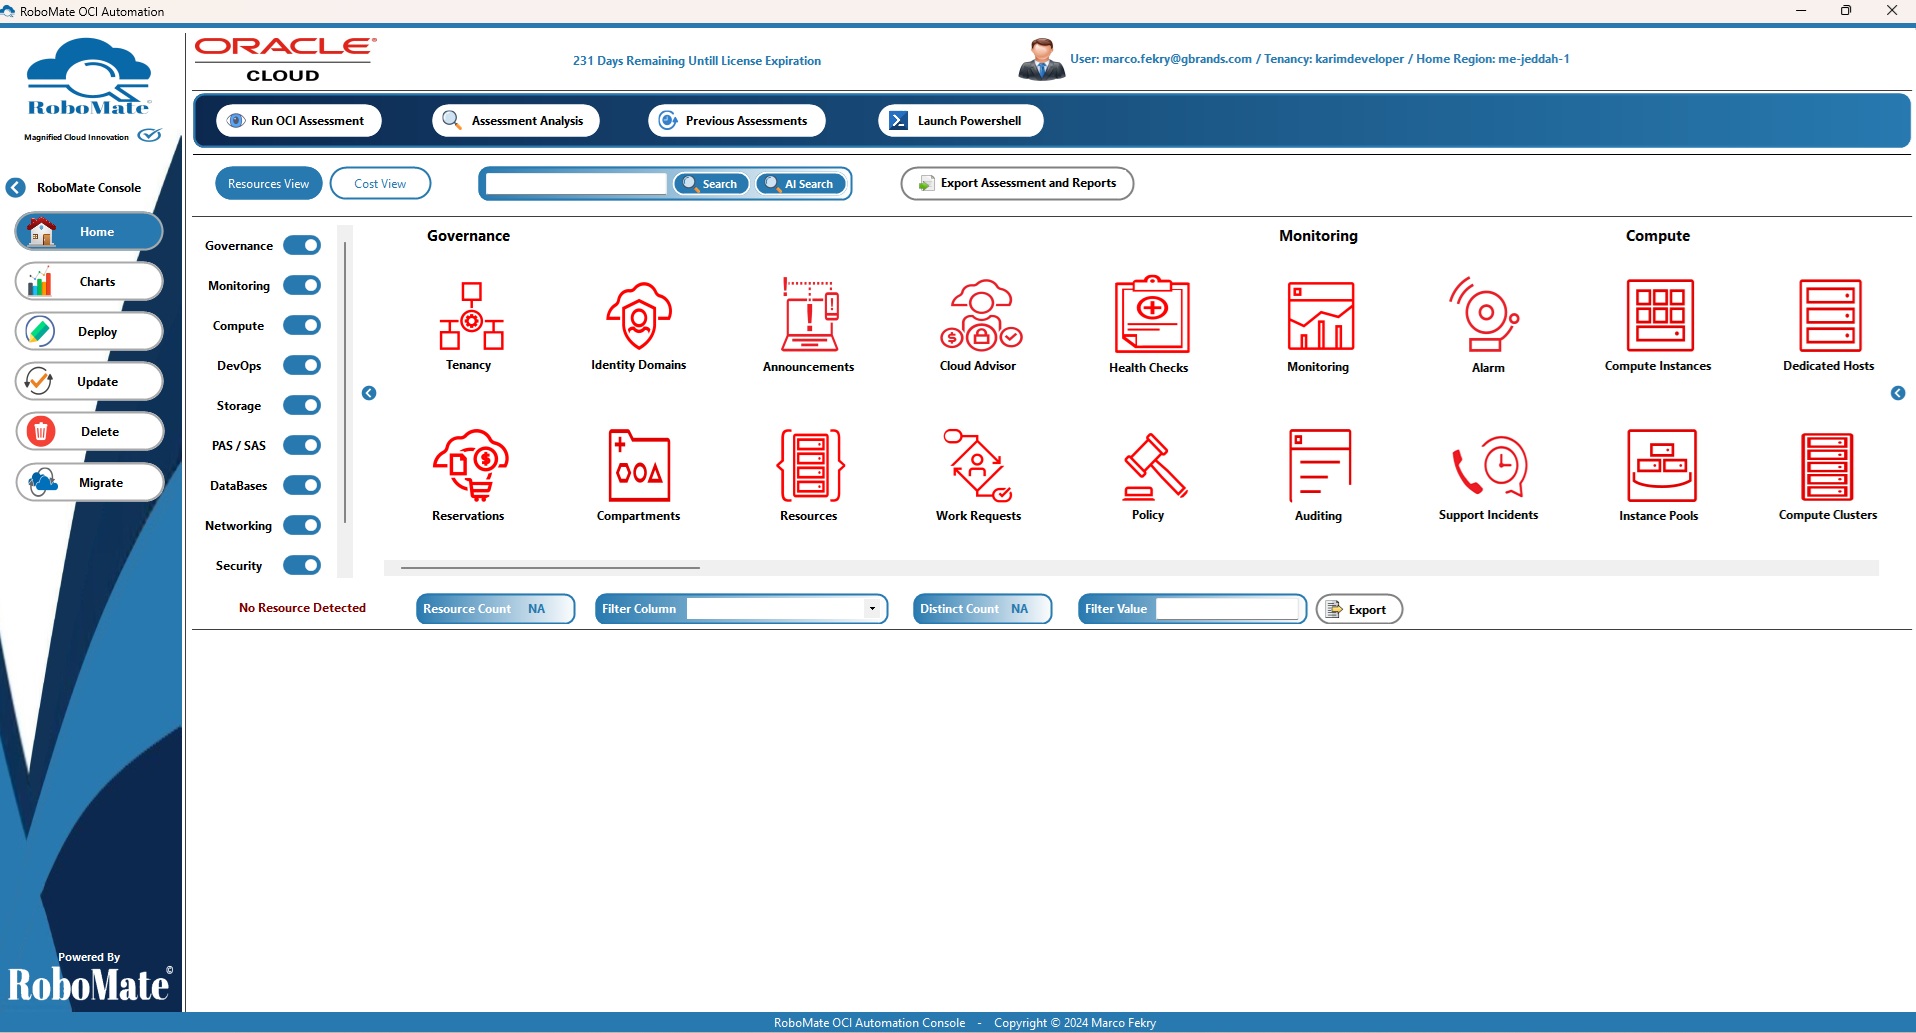 RoboMate OCI Automation
RoboMate ©
Magnified Cloud Innovation
ORACLE ®
CLOUD
231 Days Remaining Untill License Expiration
User: marco.fekry@gbrands.com / Tenancy: karimdeveloper / Home Region: me-jeddah-1
Run OCI Assessment
Assessment Analysis
Previous Assessments
Launch Powershell
Resources View
Cost View
Search
AI Search
Export Assessment and Reports
RoboMate Console
Home
Charts
Deploy
Update
Delete
Migrate
Governance
Monitoring
Compute
DevOps
Storage
PAS / SAS
DataBases
Networking
Security
Governance
Monitoring
Compute
Tenancy
Identity Domains
Announcements
Cloud Advisor
Health Checks
Monitoring
Alarm
Compute Instances
Dedicated Hosts
Reservations
Compartments
Resources
Work Requests
Policy
Auditing
Support Incidents
Instance Pools
Compute Clusters
No Resource Detected
Resource Count NA
Filter Column
Distinct Count NA
Filter Value
Export
Powered By
RoboMate ©
RoboMate OCI Automation Console - Copyright © 2024 Marco Fekry